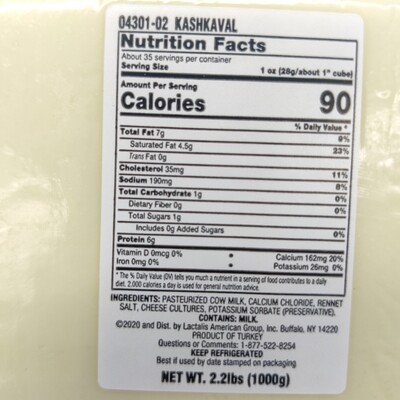 04301-02 KASHKAVAL
Nutrition Facts
About 35 servings per container
Serving Size 1 oz (28g/about 1" cube)
Amount Per Serving
Calories 90
% Daily Value *
Total Fat 7g 9%
Saturated Fat 4.5g 23%
Trans Fat 0g
Cholesterol 35mg 11%
Sodium 190mg 8%
Total Carbohydrate 1g 0%
Dietary Fiber 0g 0%
Total Sugars 1g
Includes 0g Added Sugars 0%
Protein 6g
Vitamin D 0mcg 0% • Calcium 162mg 20%
Iron 0mg 0% • Potassium 26mg 0%
* The % Daily Value (DV) tells you much a nutrient in a serving of food contributes to a daily
diet. 2,000 calories a day is used for general nutrition advice.
INGREDIENTS: PASTEURIZED COW MILK, CALCIUM CHLORIDE, RENNET
SALT, CHEESE CULTURES, POTASSIUM SORBATE (PRESERVATIVE).
CONTAINS: MILK.
©2020 and Dist. by Lactalis American Group, Inc. Buffalo, NY 14220
PRODUCT OF TURKEY
Questions or Comments: 1-877-522-8254
KEEP REFRIGERATED
Best if used by date stamped on packaging
NET WT. 2.2lbs (1000g)